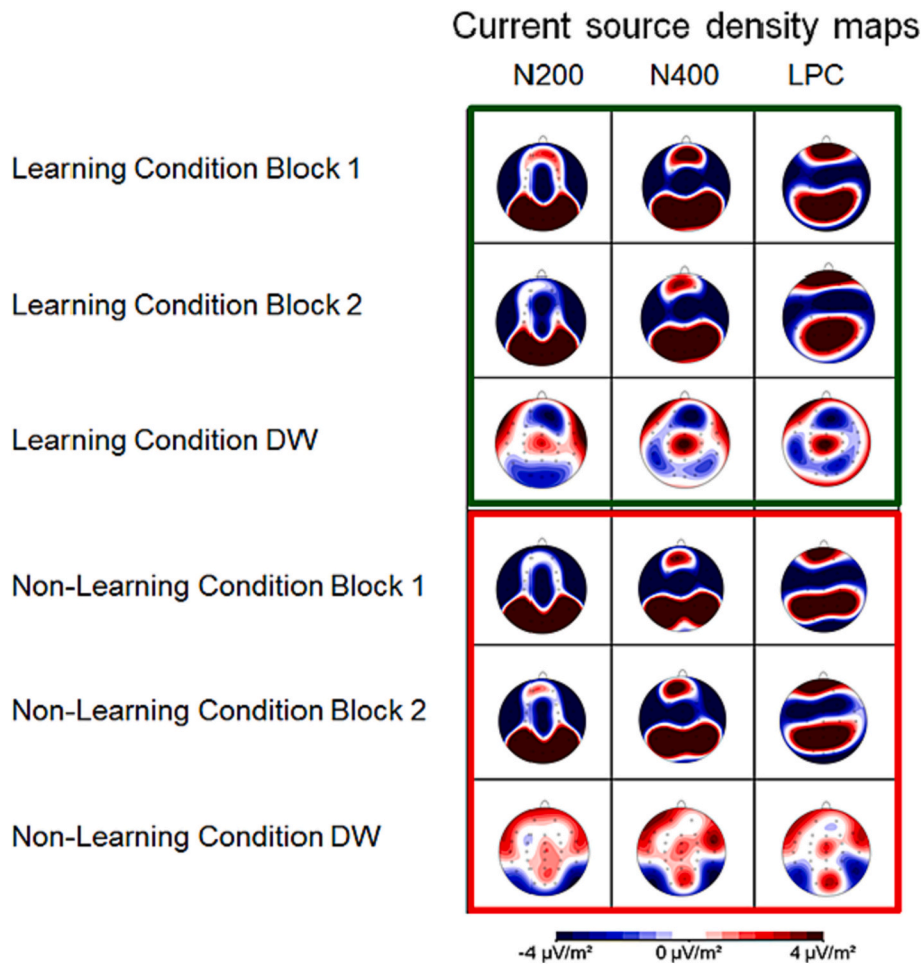 Current source density maps
N200 N400 LPC
Learning Condition Block 1
Learning Condition Block 2
Learning Condition DW
Non-Learning Condition Block 1
Non-Learning Condition Block 2
Non-Learning Condition DW
-4 µV/m² 0 µV/m² 4 µV/m²